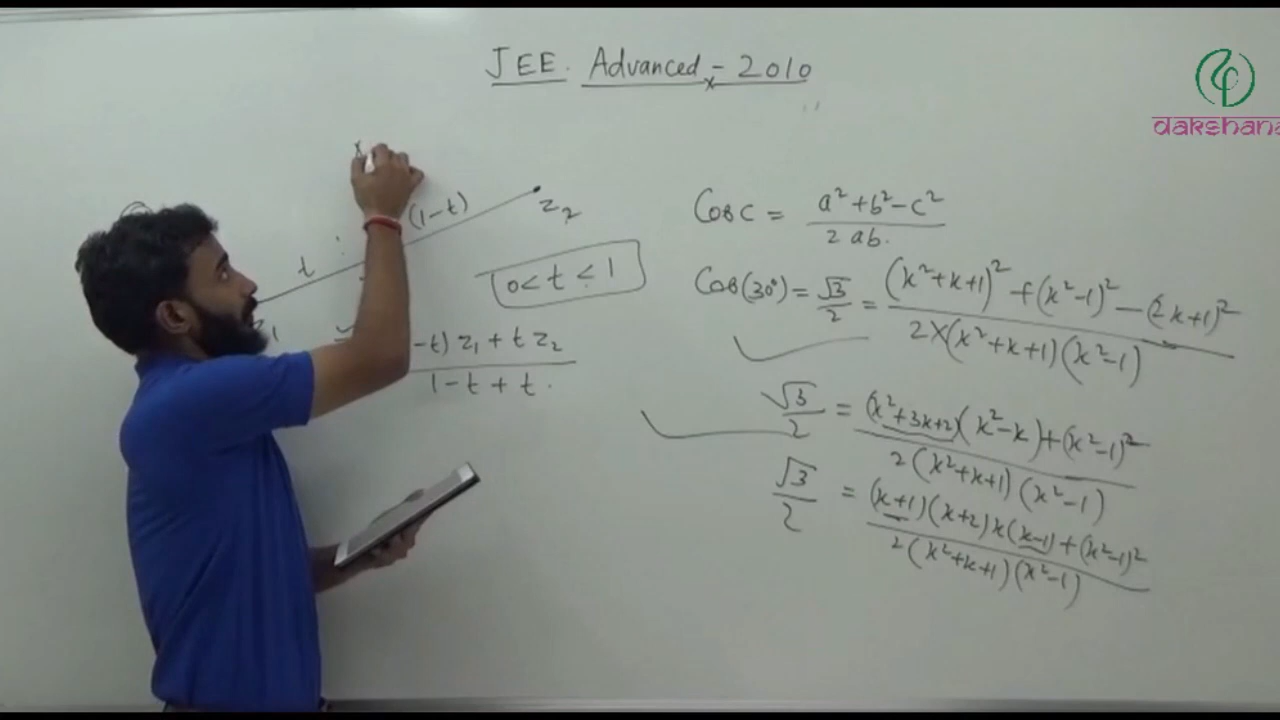 JEE. Advanced - 2010
dakshana
x
(1-t)
z₂
t
0 < t < 1
z₁
-t) z₁ + t z₂
1 - t + t.
Cos C = a² + b² - c²
2 ab.
Cos(30°) = √3/2 = (x² + x + 1)² + (x² - 1)² - (2x + 1)²
2 × (x² + x + 1)(x² - 1)
√3/2 = (x² + 3x + 2)(x² - x) + (x² - 1)²
2 (x² + x + 1)(x² - 1)
√3/2 = (x + 1)(x + 2) x (x - 1) + (x² - 1)²
2 (x² + x + 1)(x² - 1)